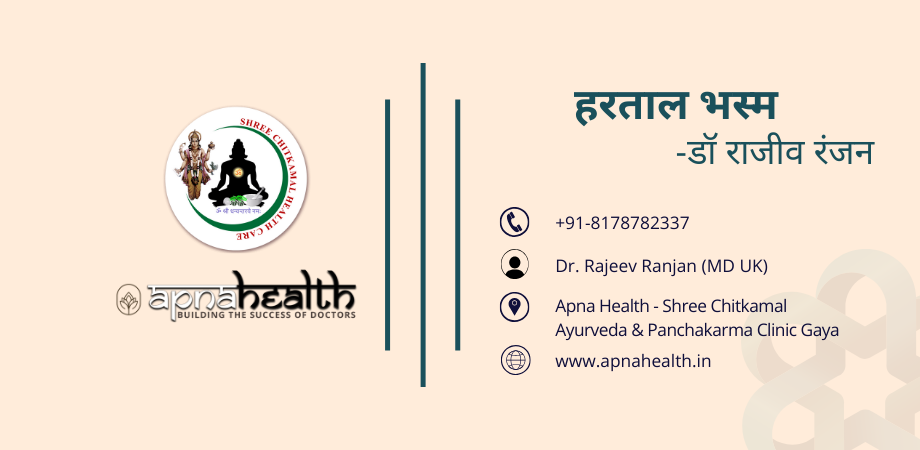 SHREE CHITKAMAL HEALTH CARE
apnahealth
BUILDING THE SUCCESS OF DOCTORS
हरताल भस्म
-डॉ राजीव रंजन
+91-8178782337
Dr. Rajeev Ranjan (MD UK)
Apna Health - Shree Chitkamal
Ayurveda & Panchakarma Clinic Gaya
www.apnahealth.in